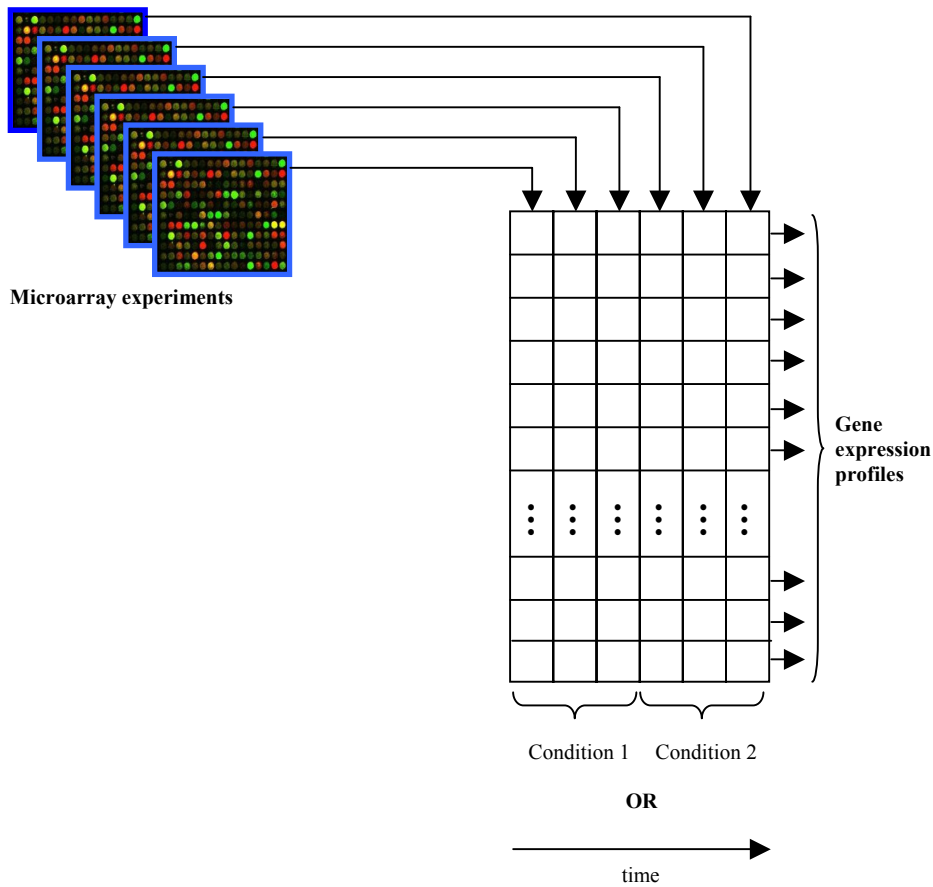 Microarray experiments
Gene
expression
profiles
Condition 1 Condition 2
OR
time